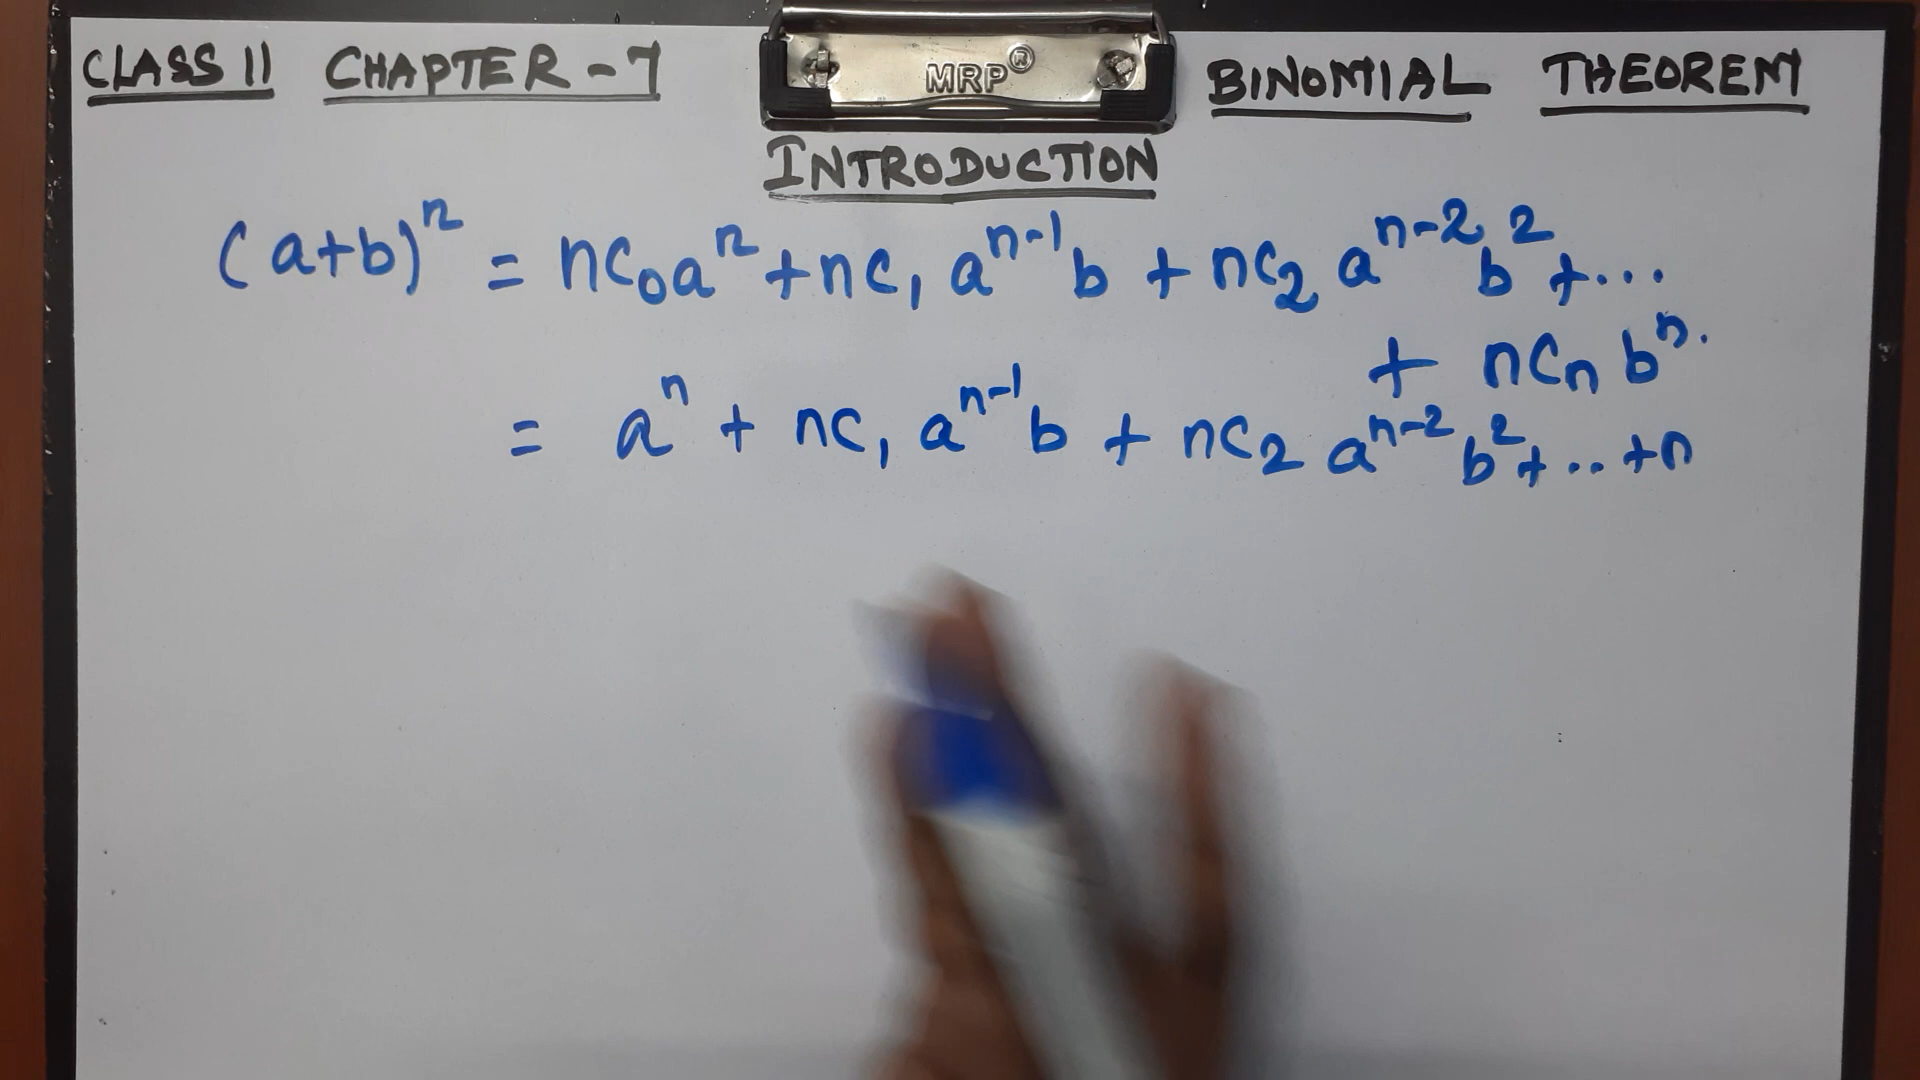 CLASS 11 CHAPTER - 7 MRP® BINOMIAL THEOREM
INTRODUCTION
(a+b)ⁿ = nc₀aⁿ + nc₁ aⁿ⁻¹b + nc₂ aⁿ⁻²b² + ...
+ ncₙ bⁿ.
= aⁿ + nc₁ aⁿ⁻¹b + nc₂ aⁿ⁻²b² + .. + n